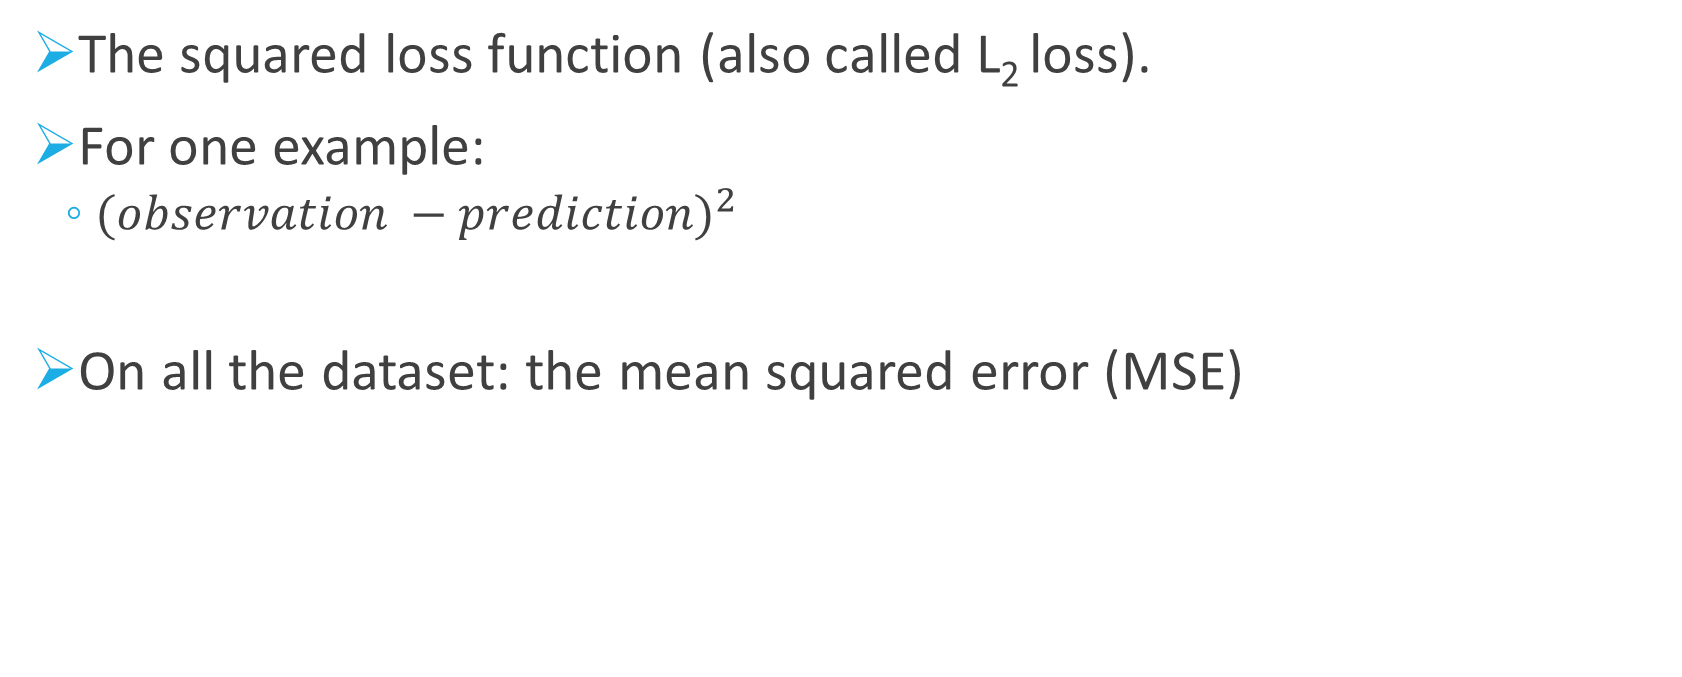 ➢The squared loss function (also called L₂ loss).
➢For one example:
◦ (observation − prediction)²
➢On all the dataset: the mean squared error (MSE)